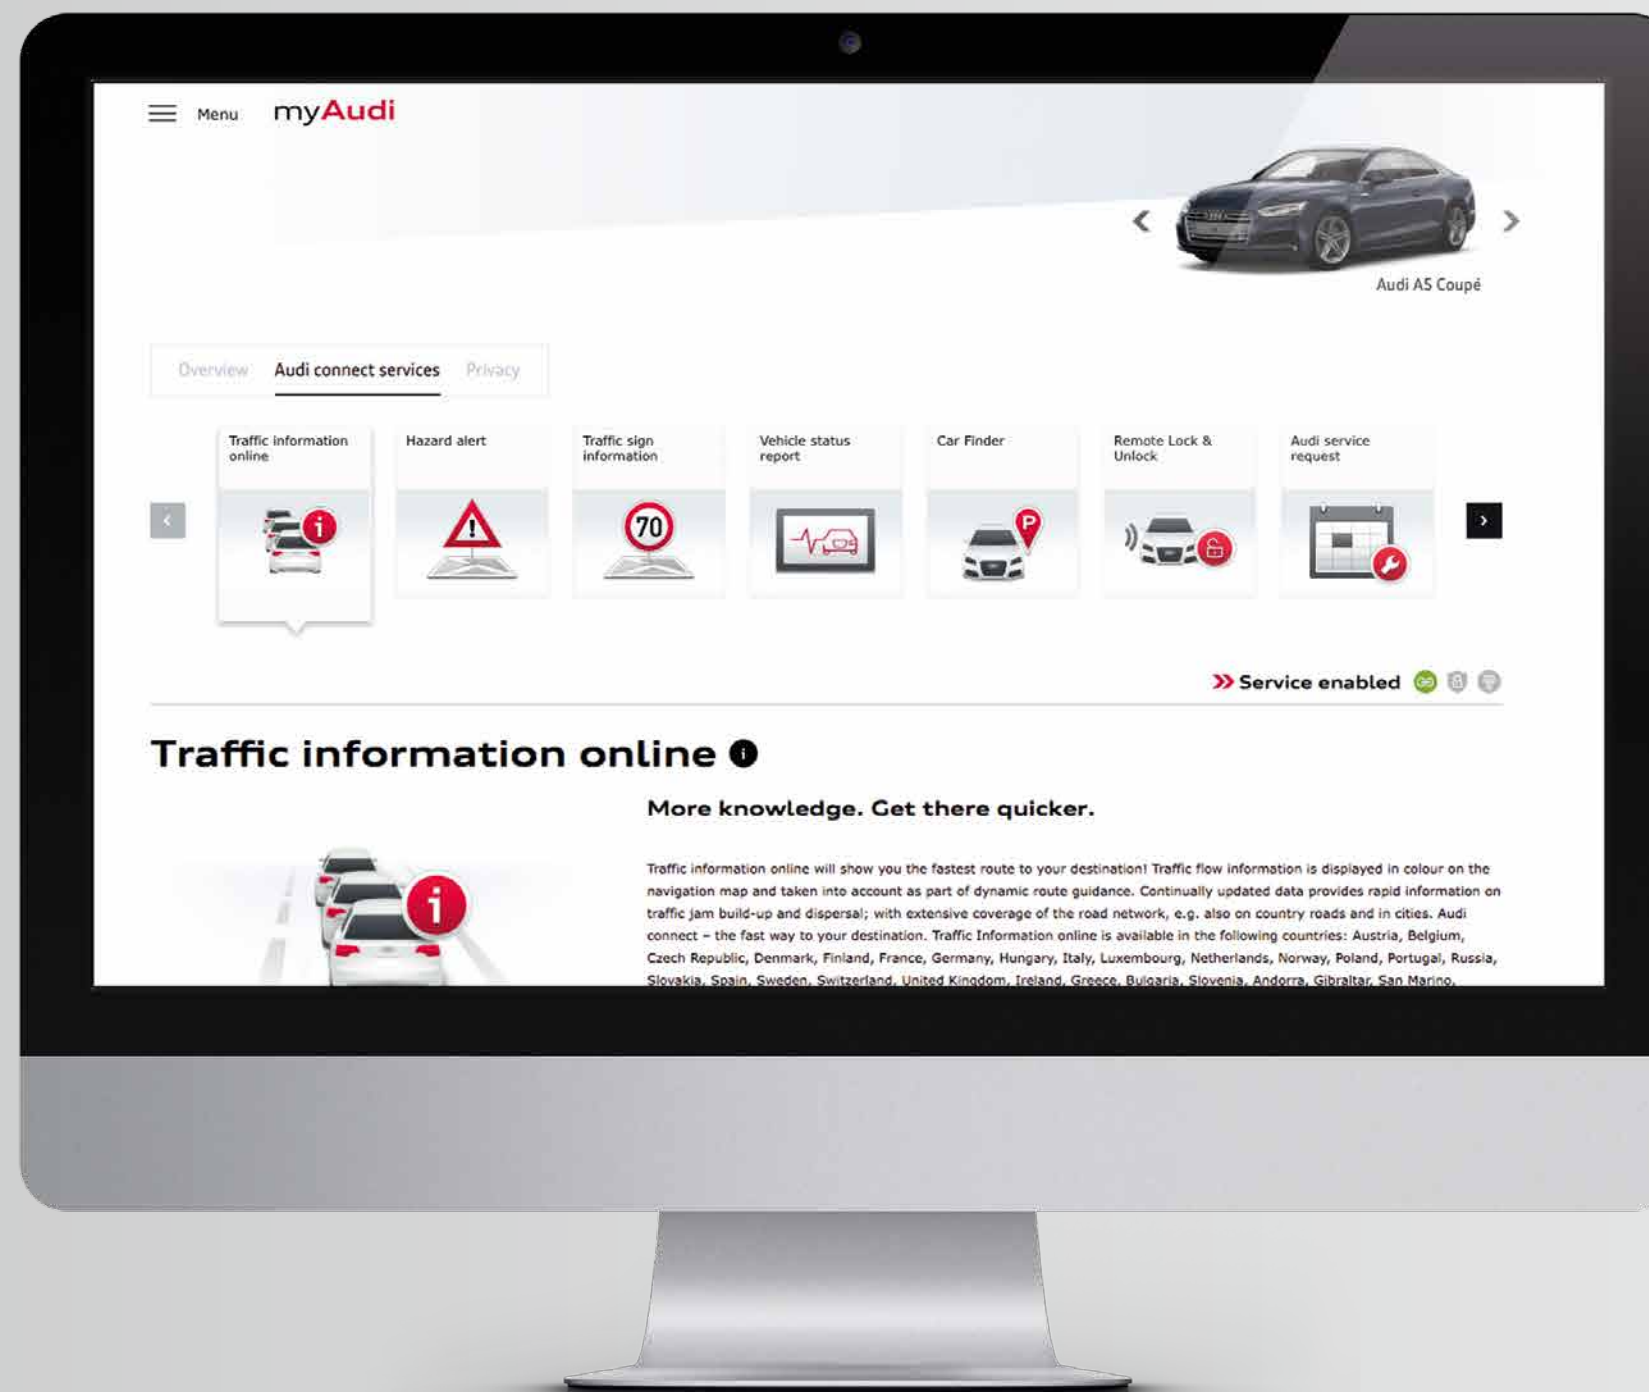 Menu
myAudi
Audi A5 Coupé
Overview
Audi connect services
Privacy
Traffic information
online
Hazard alert
Traffic sign
information
Vehicle status
report
Car Finder
Remote Lock &
Unlock
Audi service
request
i
!
70
P
Service enabled
Traffic information online i
More knowledge. Get there quicker.
i
Traffic information online will show you the fastest route to your destination! Traffic flow information is displayed in colour on the
navigation map and taken into account as part of dynamic route guidance. Continually updated data provides rapid information on
traffic jam build-up and dispersal; with extensive coverage of the road network, e.g. also on country roads and in cities. Audi
connect – the fast way to your destination. Traffic Information online is available in the following countries: Austria, Belgium,
Czech Republic, Denmark, Finland, France, Germany, Hungary, Italy, Luxembourg, Netherlands, Norway, Poland, Portugal, Russia,
Slovakia, Spain, Sweden, Switzerland, United Kingdom, Ireland, Greece, Bulgaria, Slovenia, Andorra, Gibraltar, San Marino,